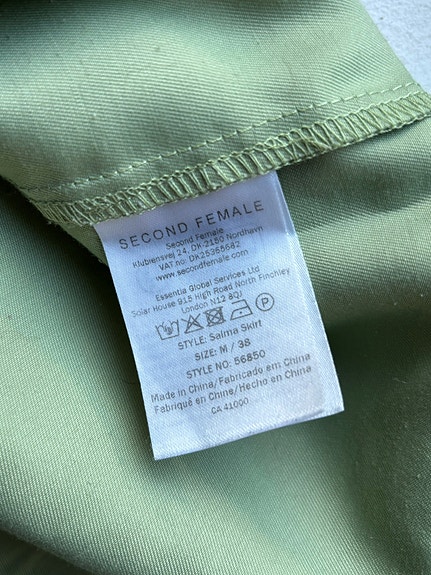 SECOND FEMALE
Second Female
Klubiensvej 24, DK-2150 Nordhavn
VAT.no: DK25355682
www.secondfemale.com
Essentia Global Services Ltd
Solar House 915 High Road North Finchley
London N12 8QJ
STYLE: Salma Skirt
SIZE: M / 38
STYLE NO: 56850
Made in China/Fabricado em China
Fabriqué en Chine/Hecho en China
CA 41000